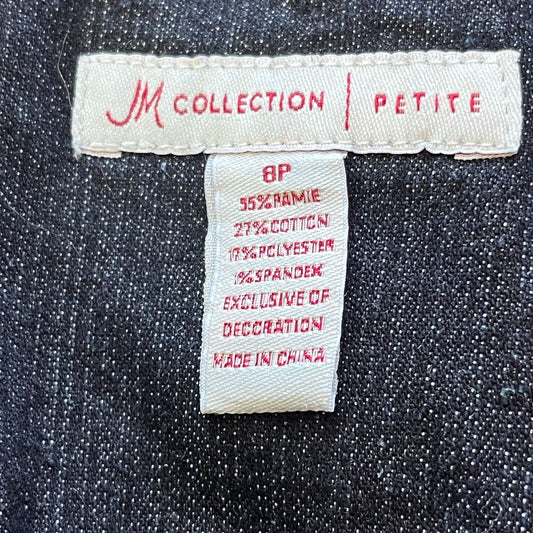 JM COLLECTION | PETITE
8P
55% RAMIE
27% COTTON
17% POLYESTER
1% SPANDEX
EXCLUSIVE OF
DECORATION
MADE IN CHINA